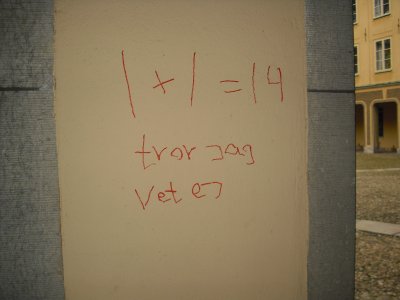 1+1=14
tror jag
vet ej